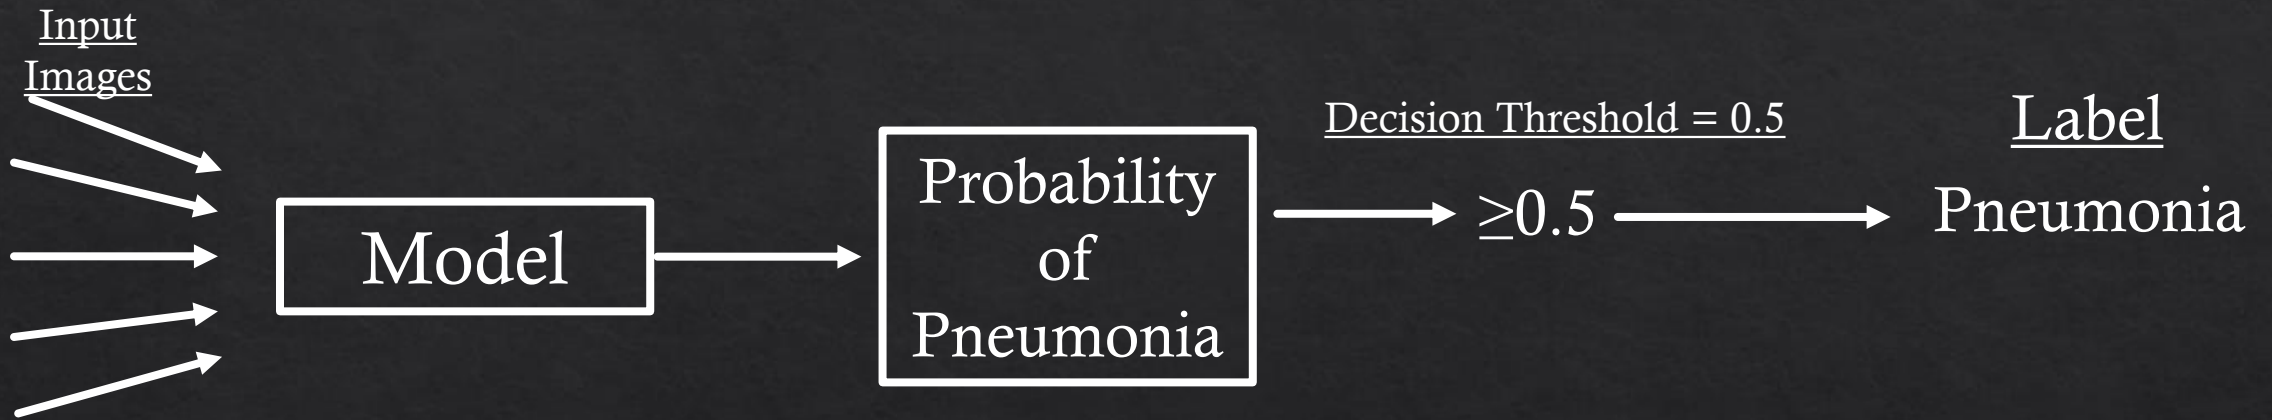 Input
Images
Model
Probability
of
Pneumonia
Decision Threshold = 0.5
≥0.5
Label
Pneumonia